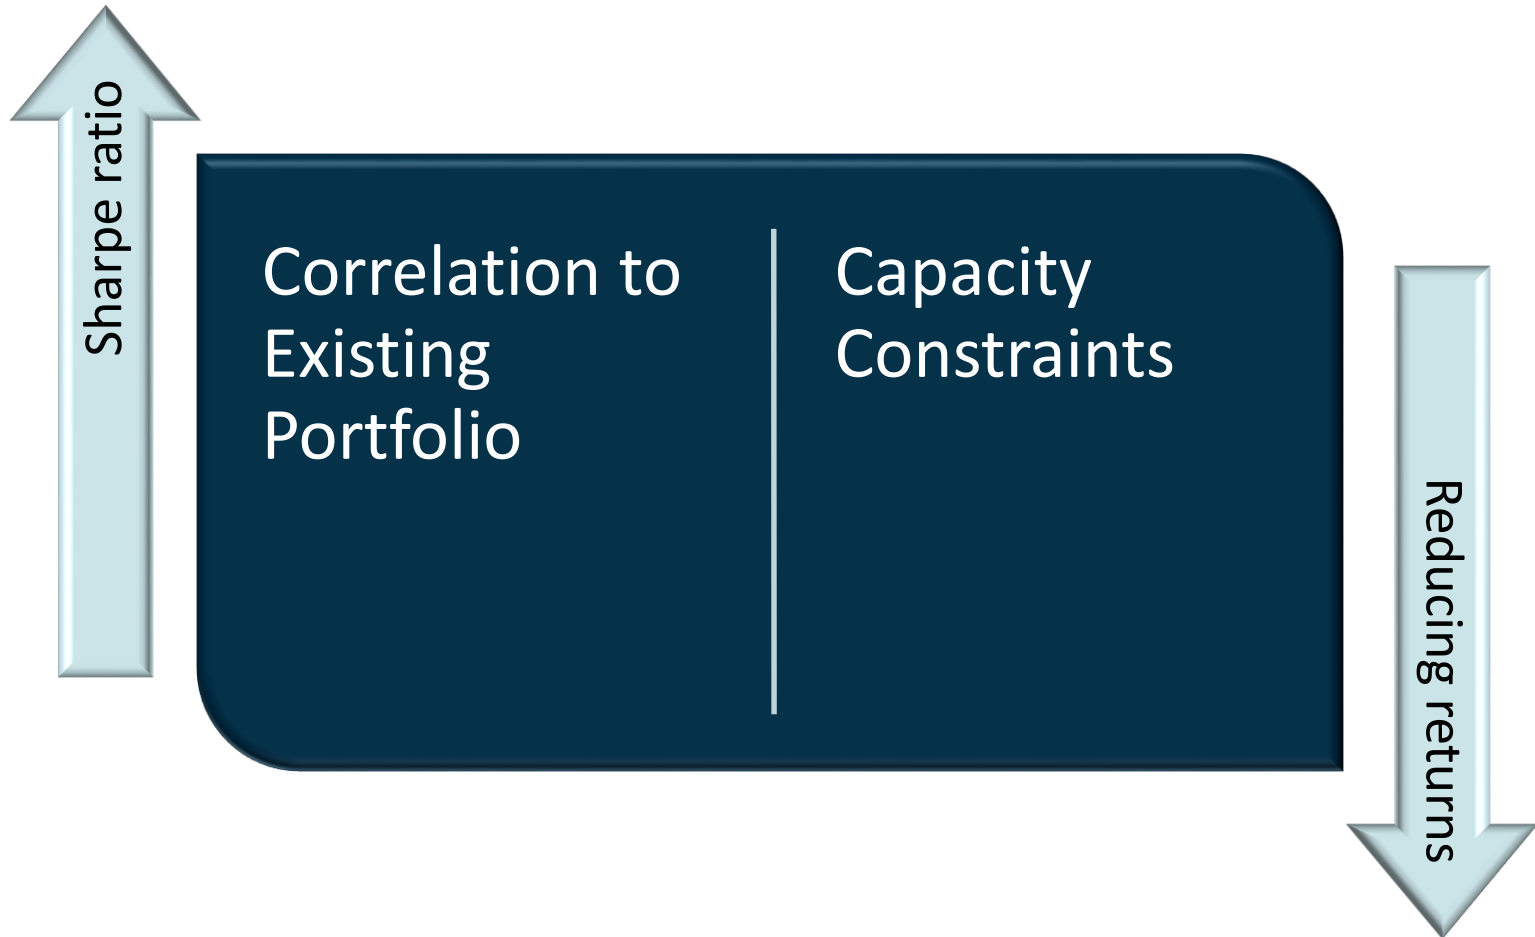 Sharpe ratio
Correlation to
Existing
Portfolio
Capacity
Constraints
Reducing returns